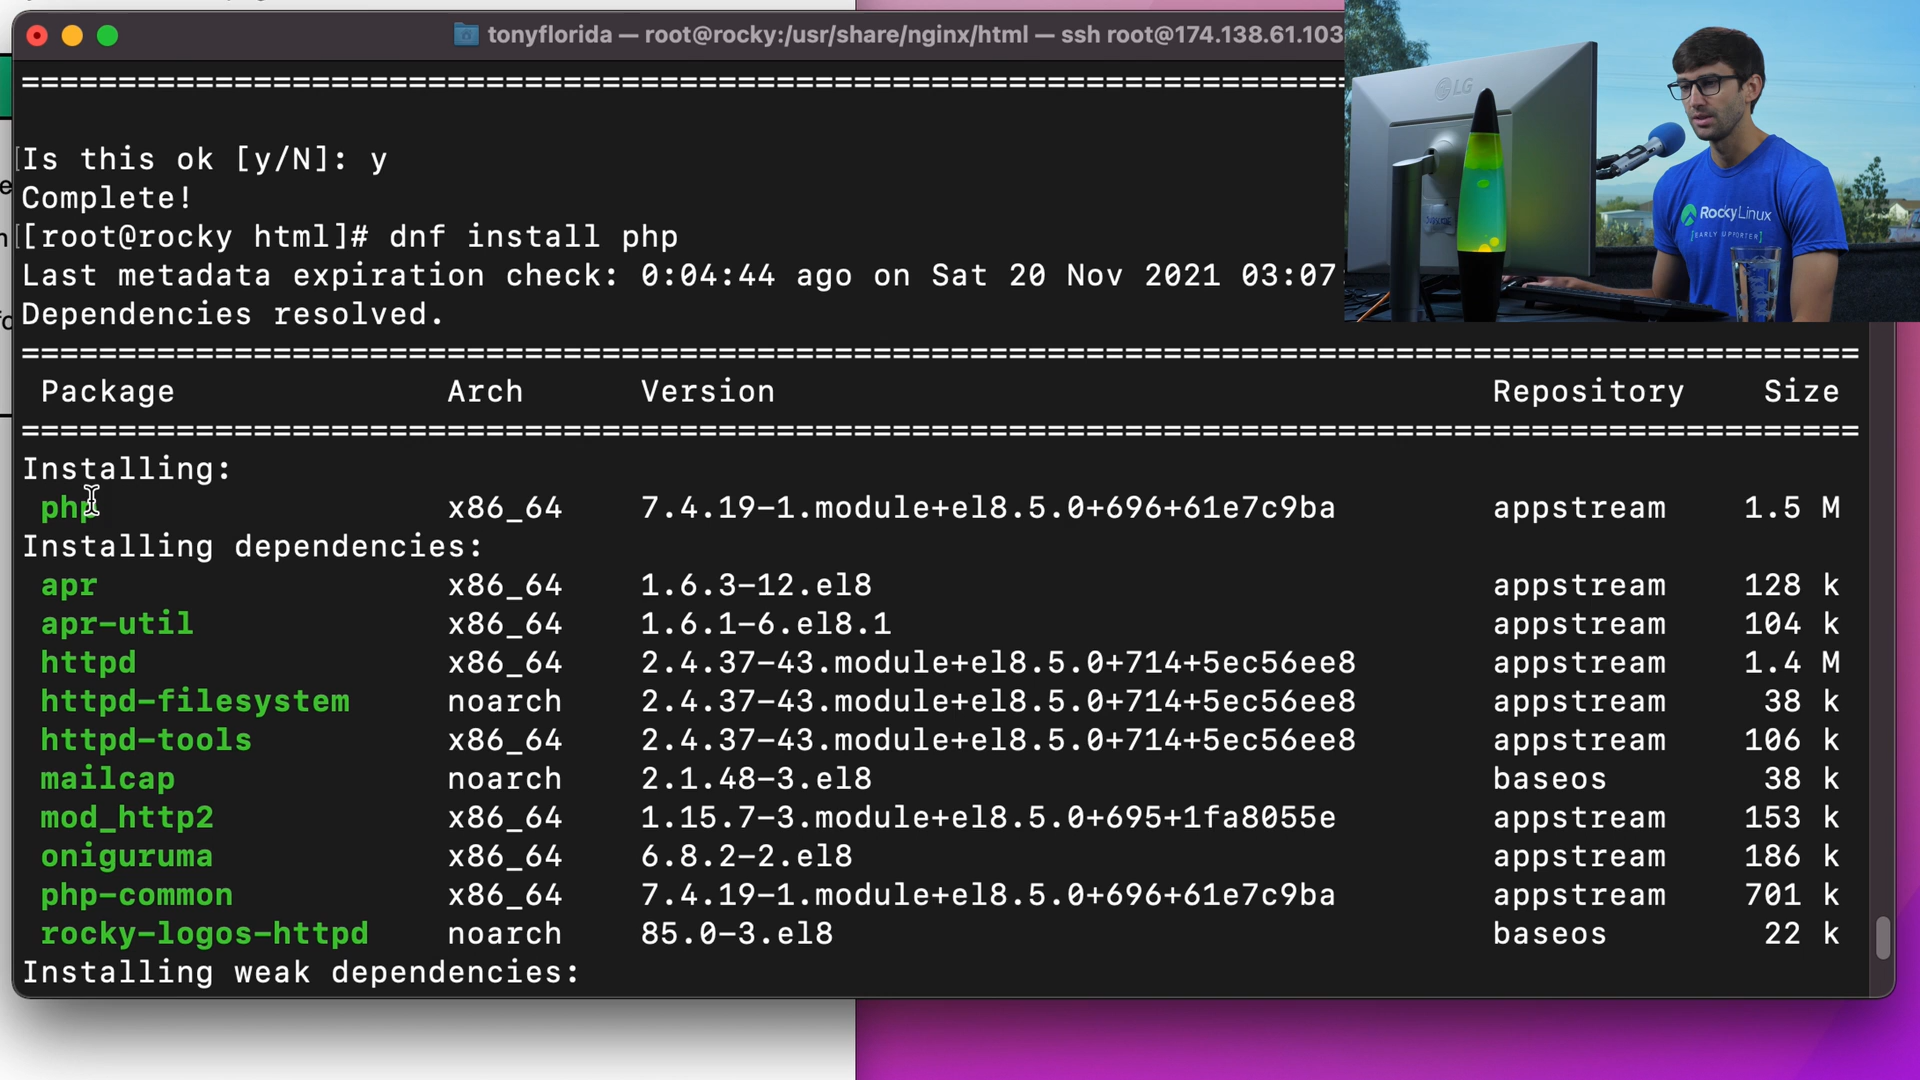 tonyflorida — root@rocky:/usr/share/nginx/html — ssh root@174.138.61.103
================================================================
Is this ok [y/N]: y
Complete!
[root@rocky html]# dnf install php
Last metadata expiration check: 0:04:44 ago on Sat 20 Nov 2021 03:07
Dependencies resolved.
================================================================
Package Arch Version Repository Size
================================================================
Installing:
php x86_64 7.4.19-1.module+el8.5.0+696+61e7c9ba appstream 1.5 M
Installing dependencies:
apr x86_64 1.6.3-12.el8 appstream 128 k
apr-util x86_64 1.6.1-6.el8.1 appstream 104 k
httpd x86_64 2.4.37-43.module+el8.5.0+714+5ec56ee8 appstream 1.4 M
httpd-filesystem noarch 2.4.37-43.module+el8.5.0+714+5ec56ee8 appstream 38 k
httpd-tools x86_64 2.4.37-43.module+el8.5.0+714+5ec56ee8 appstream 106 k
mailcap noarch 2.1.48-3.el8 baseos 38 k
mod_http2 x86_64 1.15.7-3.module+el8.5.0+695+1fa8055e appstream 153 k
oniguruma x86_64 6.8.2-2.el8 appstream 186 k
php-common x86_64 7.4.19-1.module+el8.5.0+696+61e7c9ba appstream 701 k
rocky-logos-httpd noarch 85.0-3.el8 baseos 22 k
Installing weak dependencies:
LG
Rocky Linux
[EARLY SUPPORTER]